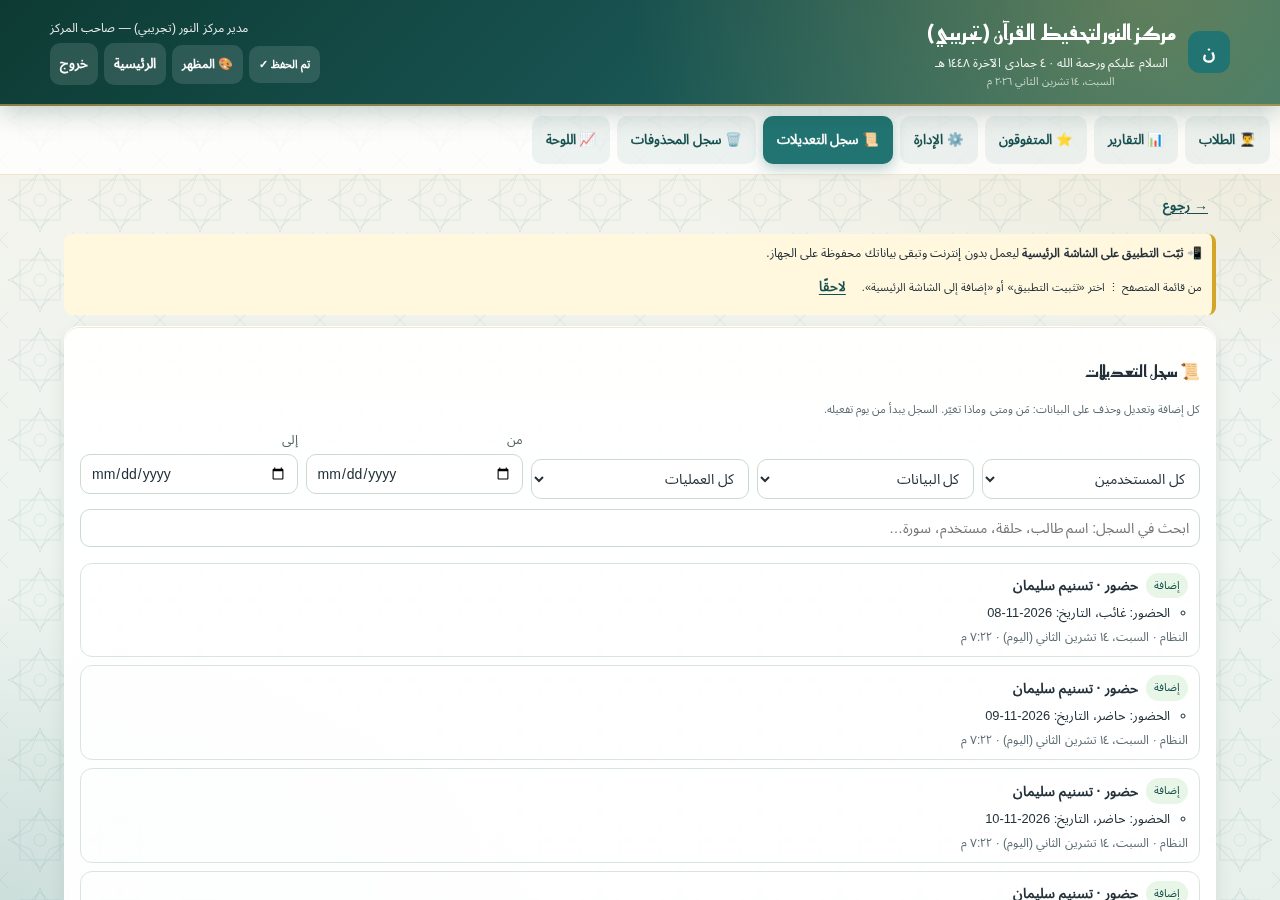 مركز النور لتحفيظ القرآن (تجريبي)
السلام عليكم ورحمة الله · ٤ جمادى الآخرة ١٤٤٨ هـ
السبت، ١٤ تشرين الثاني ٢٠٢٦ م
ن
مدير مركز النور (تجريبي) — صاحب المركز
تم الحفظ ✓
🎨 المظهر
الرئيسية
خروج
👨‍🎓 الطلاب
📊 التقارير
⭐ المتفوقون
⚙️ الإدارة
📜 سجل التعديلات
🗑️ سجل المحذوفات
📈 اللوحة
→ رجوع
📲 ثبّت التطبيق على الشاشة الرئيسية ليعمل بدون إنترنت وتبقى بياناتك محفوظة على الجهاز.
من قائمة المتصفح ⋮ اختر «تثبيت التطبيق» أو «إضافة إلى الشاشة الرئيسية». لاحقًا
📜 سجل التعديلات
كل إضافة وتعديل وحذف على البيانات: مَن ومتى وماذا تغيّر. السجل يبدأ من يوم تفعيله.
من
إلى
كل المستخدمين
كل البيانات
كل العمليات
mm/dd/yyyy
mm/dd/yyyy
ابحث في السجل: اسم طالب، حلقة، مستخدم، سورة…
إضافة حضور · تسنيم سليمان
الحضور: غائب، التاريخ: 2026-11-08
النظام · السبت، ١٤ تشرين الثاني (اليوم) · ٧:٢٢ م
إضافة حضور · تسنيم سليمان
الحضور: حاضر، التاريخ: 2026-11-09
النظام · السبت، ١٤ تشرين الثاني (اليوم) · ٧:٢٢ م
إضافة حضور · تسنيم سليمان
الحضور: حاضر، التاريخ: 2026-11-10
النظام · السبت، ١٤ تشرين الثاني (اليوم) · ٧:٢٢ م
إضافة حضور · تسنيم سليمان